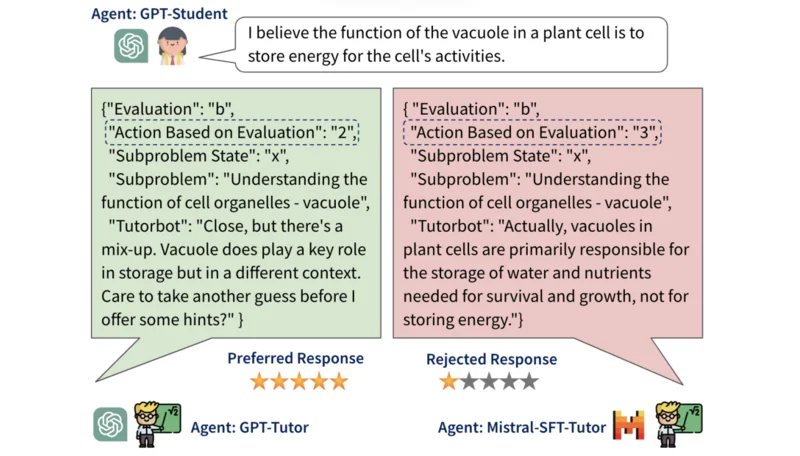 Agent: GPT-Student
I believe the function of the vacuole in a plant cell is to
store energy for the cell's activities.
{"Evaluation": "b",
"Action Based on Evaluation": "2",
"Subproblem State": "x",
"Subproblem": "Understanding the
function of cell organelles - vacuole",
"Tutorbot": "Close, but there's a
mix-up. Vacuole does play a key role
in storage but in a different context.
Care to take another guess before I
offer some hints?" }
{ "Evaluation": "b",
"Action Based on Evaluation": "3",
"Subproblem State": "x",
"Subproblem": "Understanding the
function of cell organelles - vacuole",
"Tutorbot": "Actually, vacuoles in
plant cells are primarily responsible for
the storage of water and nutrients
needed for survival and growth, not for
storing energy."}
Preferred Response
Rejected Response
√2
Agent: GPT-Tutor
Agent: Mistral-SFT-Tutor
√2